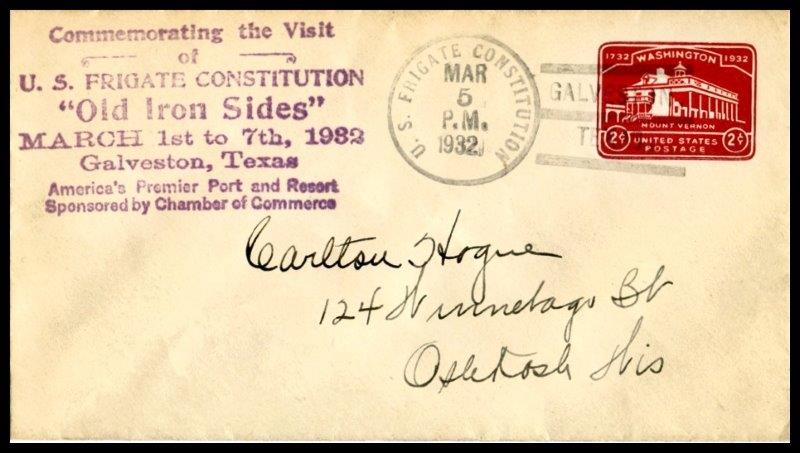 Commemorating the Visit
of
U. S. FRIGATE CONSTITUTION
"Old Iron Sides"
MARCH 1st to 7th, 1932
Galveston, Texas
America's Premier Port and Resort
Sponsored by Chamber of Commerce
U. S. FRIGATE CONSTITUTION
MAR
5
P.M.
1932
GALV
TE
1732 WASHINGTON 1932
MOUNT VERNON
2¢ UNITED STATES 2¢
POSTAGE
Carlton Hogue
124 Winnebago St
Oshkosh Wis